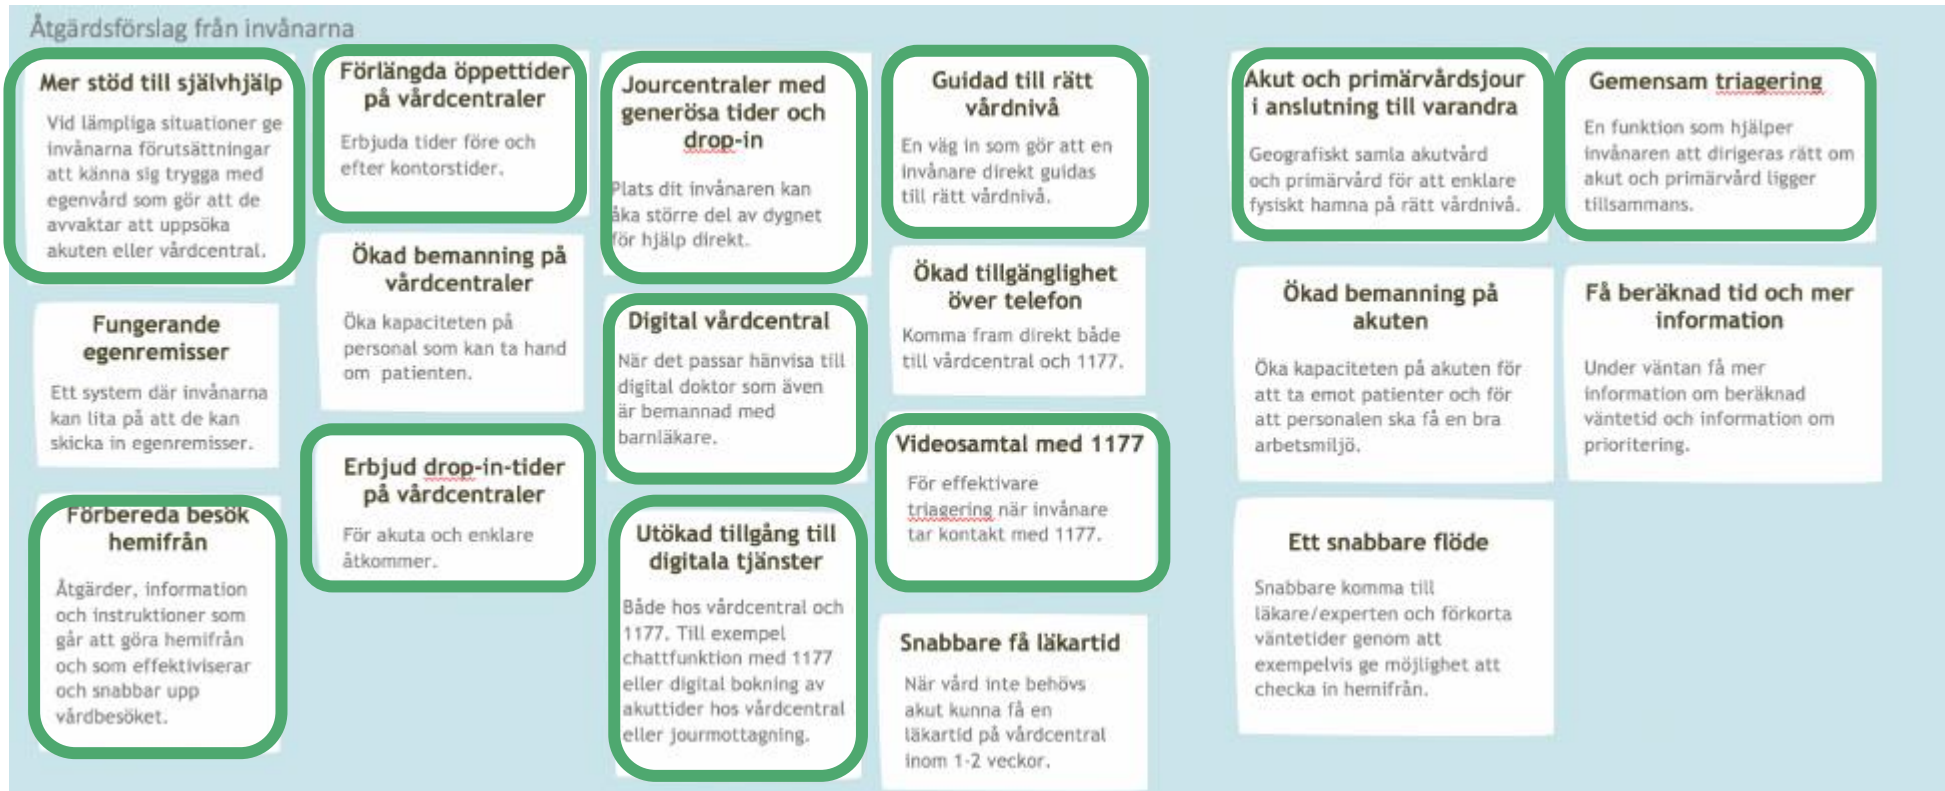 Åtgärdsförslag från invånarna
Mer stöd till självhjälp
Vid lämpliga situationer ge
invånarna förutsättningar
att känna sig trygga med
egenvård som gör att de
avvaktar att uppsöka
akuten eller vårdcentral.
Fungerande
egenremisser
Ett system där invånarna
kan lita på att de kan
skicka in egenremisser.
Förbereda besök
hemifrån
Åtgärder, information
och instruktioner som
går att göra hemifrån
och som effektiviserar
och snabbar upp
vårdbesöket.
Förlängda öppettider
på vårdcentraler
Erbjuda tider före och
efter kontorstider.
Ökad bemanning på
vårdcentraler
Öka kapaciteten på
personal som kan ta hand
om patienten.
Erbjud drop-in-tider
på vårdcentraler
För akuta och enklare
åtkommer.
Jourcentraler med
generösa tider och
drop-in
Plats dit invånaren kan
åka större del av dygnet
för hjälp direkt.
Digital vårdcentral
När det passar hänvisa till
digital doktor som även
är bemannad med
barnläkare.
Utökad tillgång till
digitala tjänster
Både hos vårdcentral och
1177. Till exempel
chattfunktion med 1177
eller digital bokning av
akuttider hos vårdcentral
eller jourmottagning.
Guidad till rätt
vårdnivå
En väg in som gör att en
invånare direkt guidas
till rätt vårdnivå.
Ökad tillgänglighet
över telefon
Komma fram direkt både
till vårdcentral och 1177.
Videosamtal med 1177
För effektivare
triagering när invånare
tar kontakt med 1177.
Snabbare få läkartid
När vård inte behövs
akut kunna få en
läkartid på vårdcentral
inom 1-2 veckor.
Akut och primärvårdsjour
i anslutning till varandra
Geografiskt samla akutvård
och primärvård för att enklare
fysiskt hamna på rätt vårdnivå.
Ökad bemanning på
akuten
Öka kapaciteten på akuten för
att ta emot patienter och för
att personalen ska få en bra
arbetsmiljö.
Ett snabbare flöde
Snabbare komma till
läkare/experten och förkorta
väntetider genom att
exempelvis ge möjlighet att
checka in hemifrån.
Gemensam triagering
En funktion som hjälper
invånaren att dirigeras rätt om
akut och primärvård ligger
tillsammans.
Få beräknad tid och mer
information
Under väntan få mer
information om beräknad
väntetid och information om
prioritering.